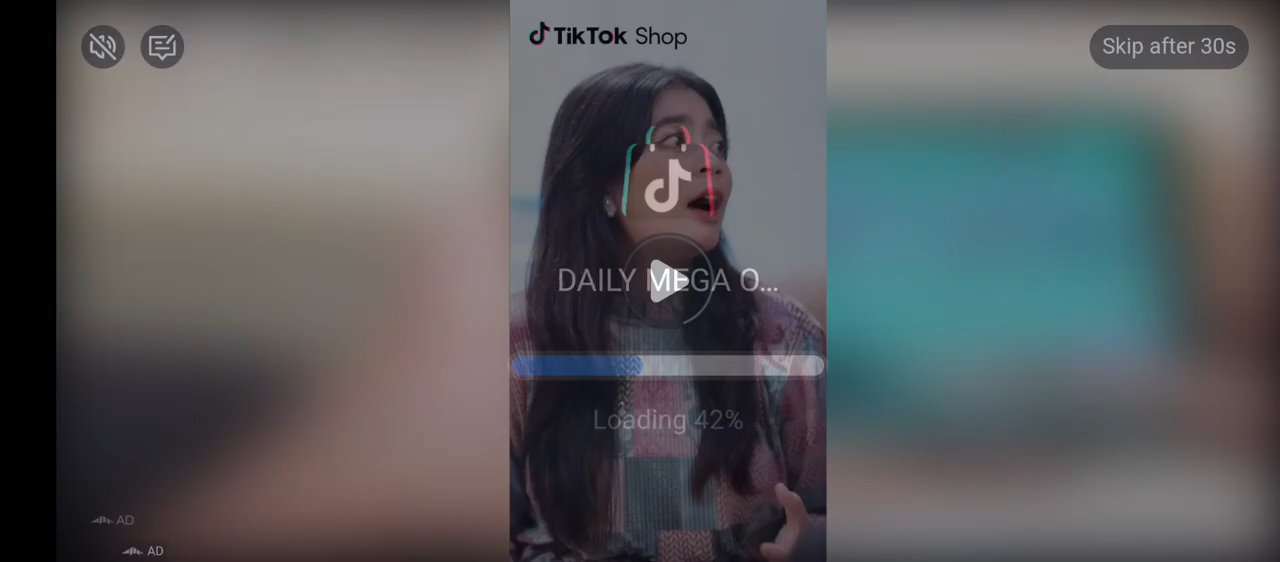 TikTok Shop
Skip after 30s
DAILY MEGA O...
Loading 42%
AD
AD